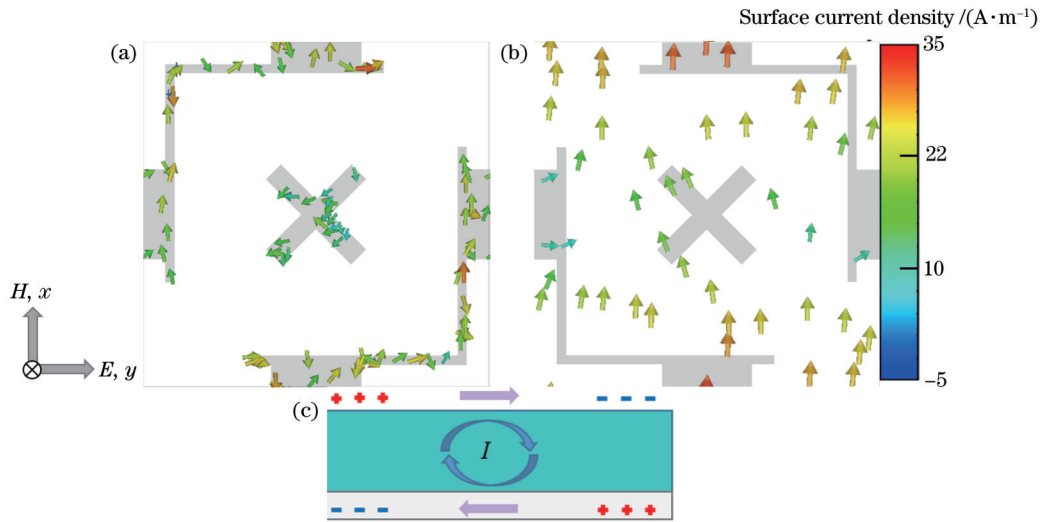 Surface current density /(A·m⁻¹)
(a)
(b)
35
22
10
-5
H, x
E, y
(c)
+ + +
- - -
I
- - -
+ + +